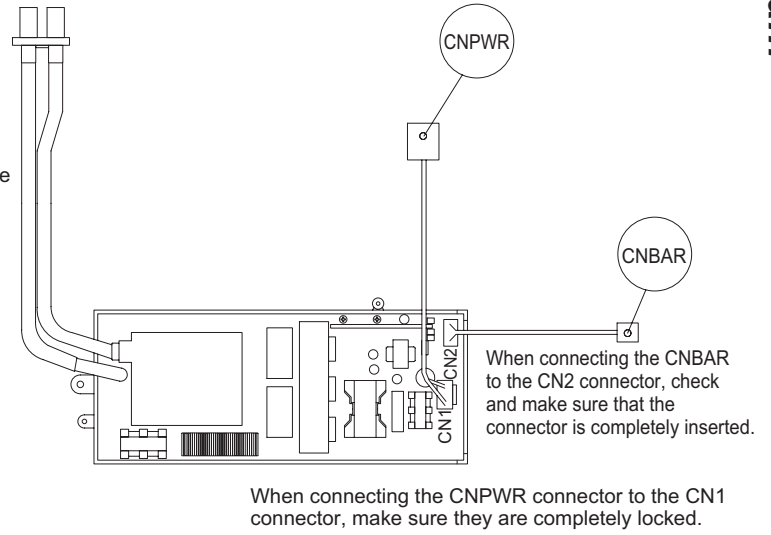 CNPWR
e
CNBAR
CN2
CN1
When connecting the CNBAR
to the CN2 connector, check
and make sure that the
connector is completely inserted.
When connecting the CNPWR connector to the CN1
connector, make sure they are completely locked.